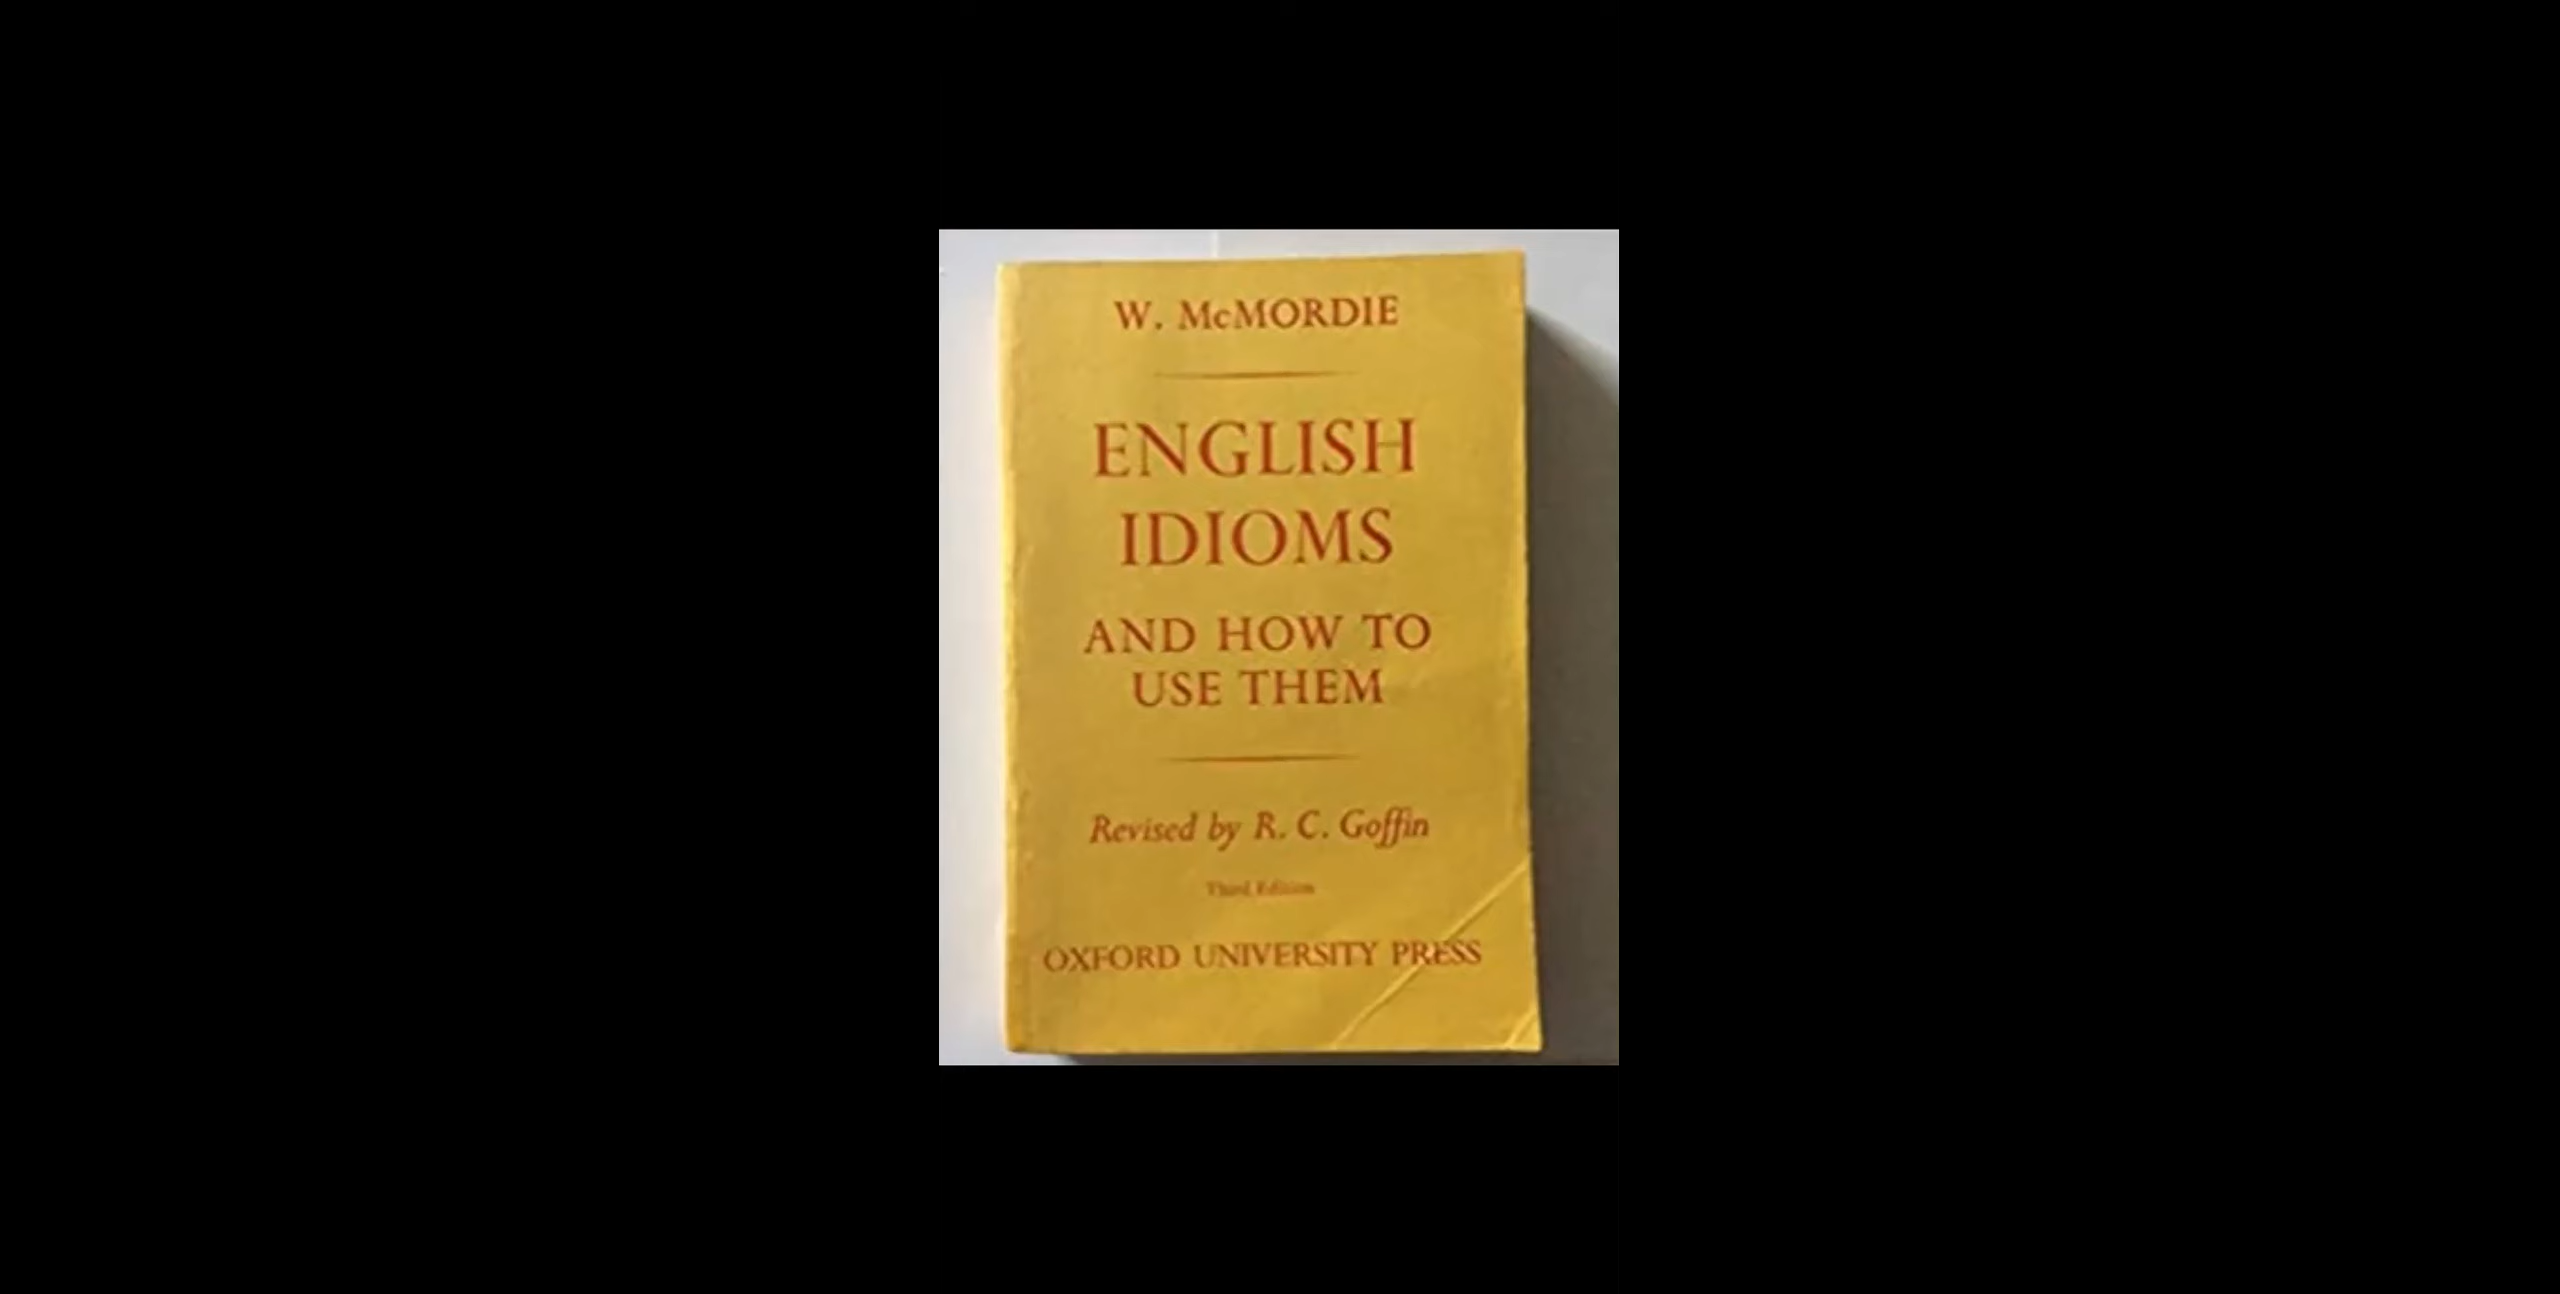 W. McMORDIE
ENGLISH
IDIOMS
AND HOW TO
USE THEM
Revised by R. C. Goffin
Third Edition
OXFORD UNIVERSITY PRESS